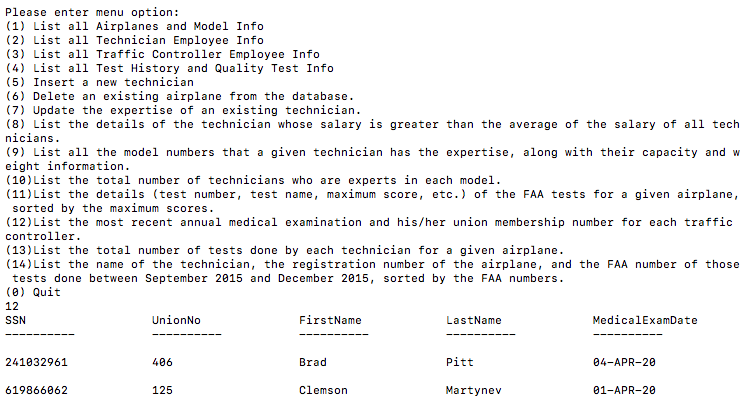 Please enter menu option:
(1) List all Airplanes and Model Info
(2) List all Technician Employee Info
(3) List all Traffic Controller Employee Info
(4) List all Test History and Quality Test Info
(5) Insert a new technician
(6) Delete an existing airplane from the database.
(7) Update the expertise of an existing technician.
(8) List the details of the technician whose salary is greater than the average of the salary of all tech
nicians.
(9) List all the model numbers that a given technician has the expertise, along with their capacity and w
eight information.
(10)List the total number of technicians who are experts in each model.
(11)List the details (test number, test name, maximum score, etc.) of the FAA tests for a given airplane,
 sorted by the maximum scores.
(12)List the most recent annual medical examination and his/her union membership number for each traffic
controller.
(13)List the total number of tests done by each technician for a given airplane.
(14)List the name of the technician, the registration number of the airplane, and the FAA number of those
 tests done between September 2015 and December 2015, sorted by the FAA numbers.
(0) Quit
12
SSN UnionNo FirstName LastName MedicalExamDate
---------- ---------- ---------- ---------- ----------
241032961 406 Brad Pitt 04-APR-20
619866062 125 Clemson Martynev 01-APR-20